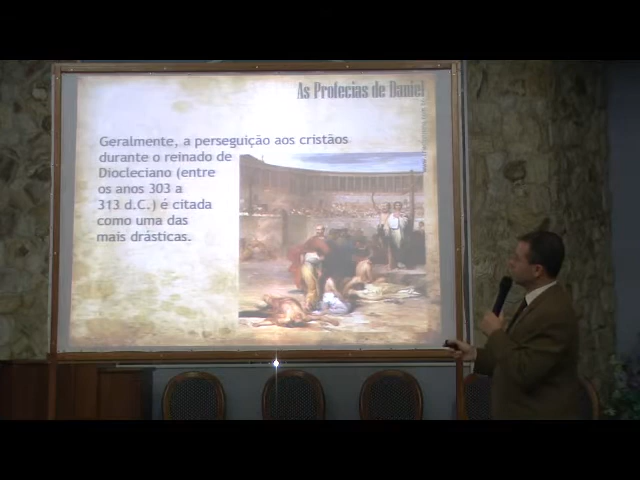 As Profecias de Daniel
Geralmente, a perseguição aos cristãos
durante o reinado de
Diocleciano (entre
os anos 303 a
313 d.C.) é citada
como uma das
mais drásticas.